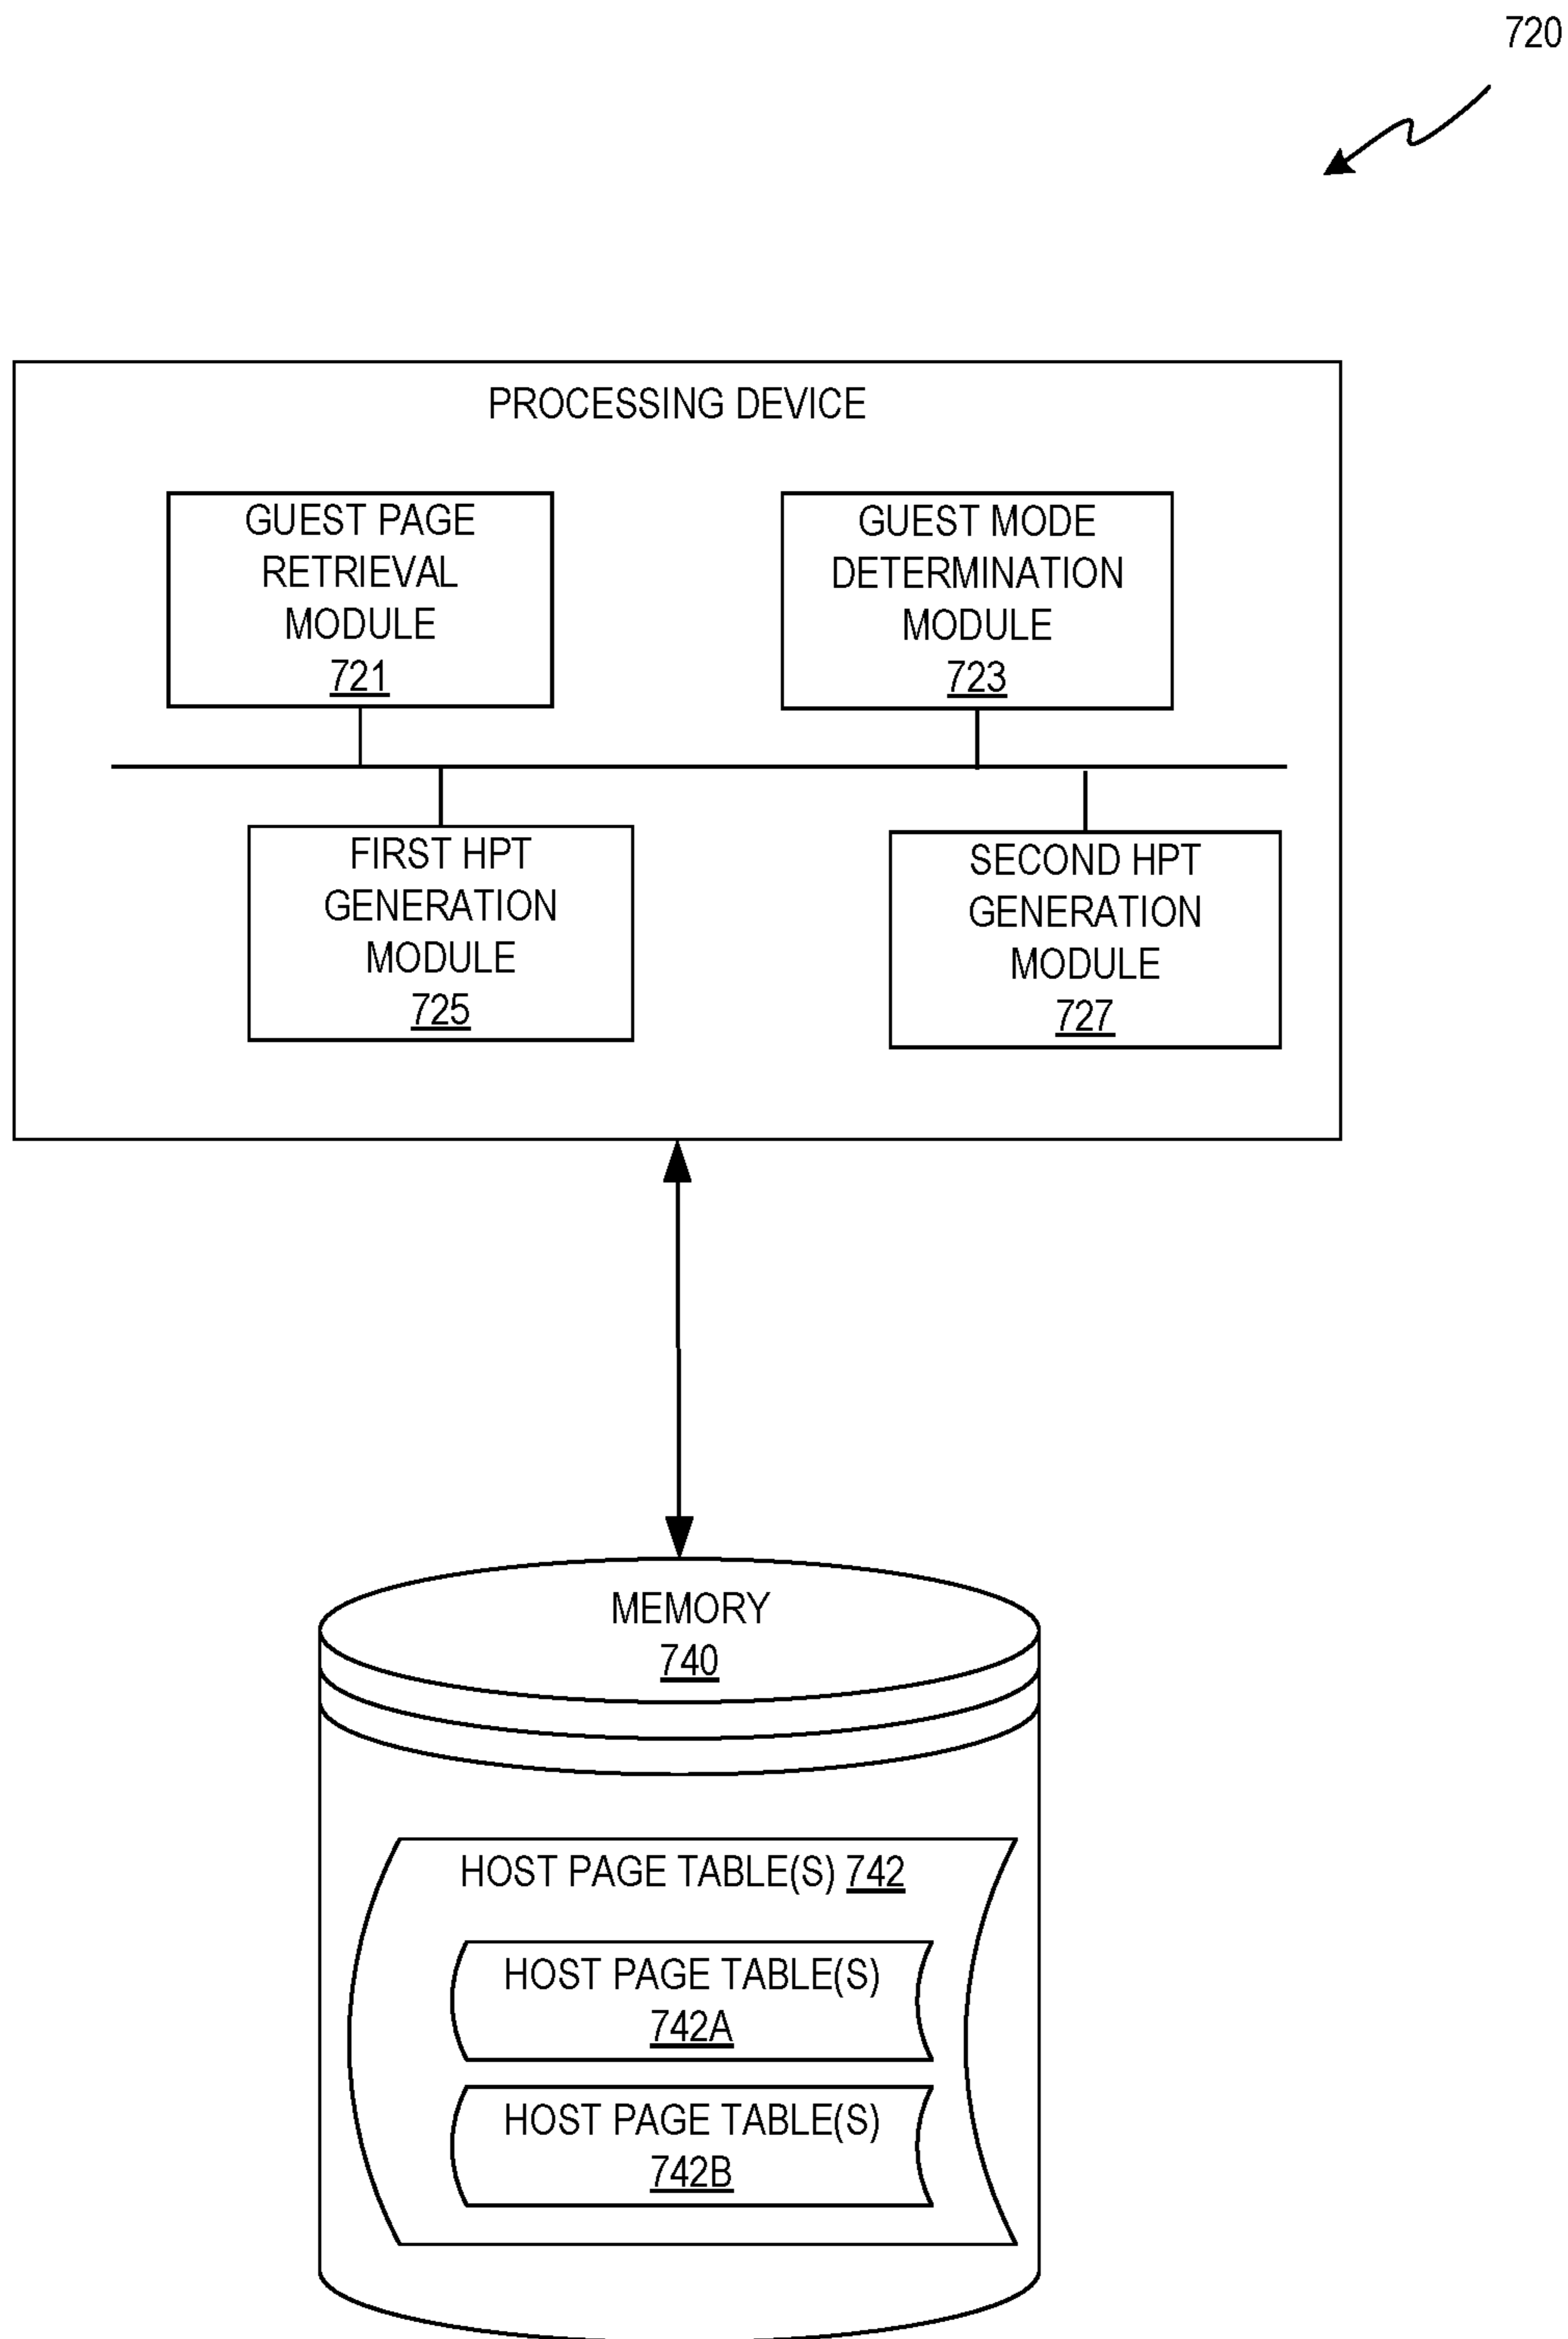 720
PROCESSING DEVICE
GUEST PAGE
RETRIEVAL
MODULE
721
GUEST MODE
DETERMINATION
MODULE
723
FIRST HPT
GENERATION
MODULE
725
SECOND HPT
GENERATION
MODULE
727
MEMORY
740
HOST PAGE TABLE(S) 742
HOST PAGE TABLE(S)
742A
HOST PAGE TABLE(S)
742B